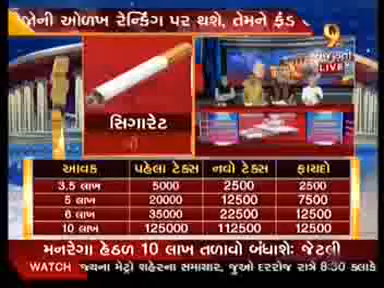 ઓળખ રેન્કિંગ પર થશે, તેમને ફંડ
LIVE
સિગારેટ
આવક પહેલા ટેક્સ નવો ટેક્સ ફાયદો
3.5 લાખ 5000 2500 2500
5 લાખ 20000 12500 7500
6 લાખ 35000 22500 12500
10 લાખ 125000 112500 12500
મનરેગા હેઠળ 10 લાખ તળાવો બંધાશેઃ જેટલી
WATCH મેટ્રો શહેરના સમાચાર, જુઓ દરરોજ રાત્રે 8:30 કલાકે